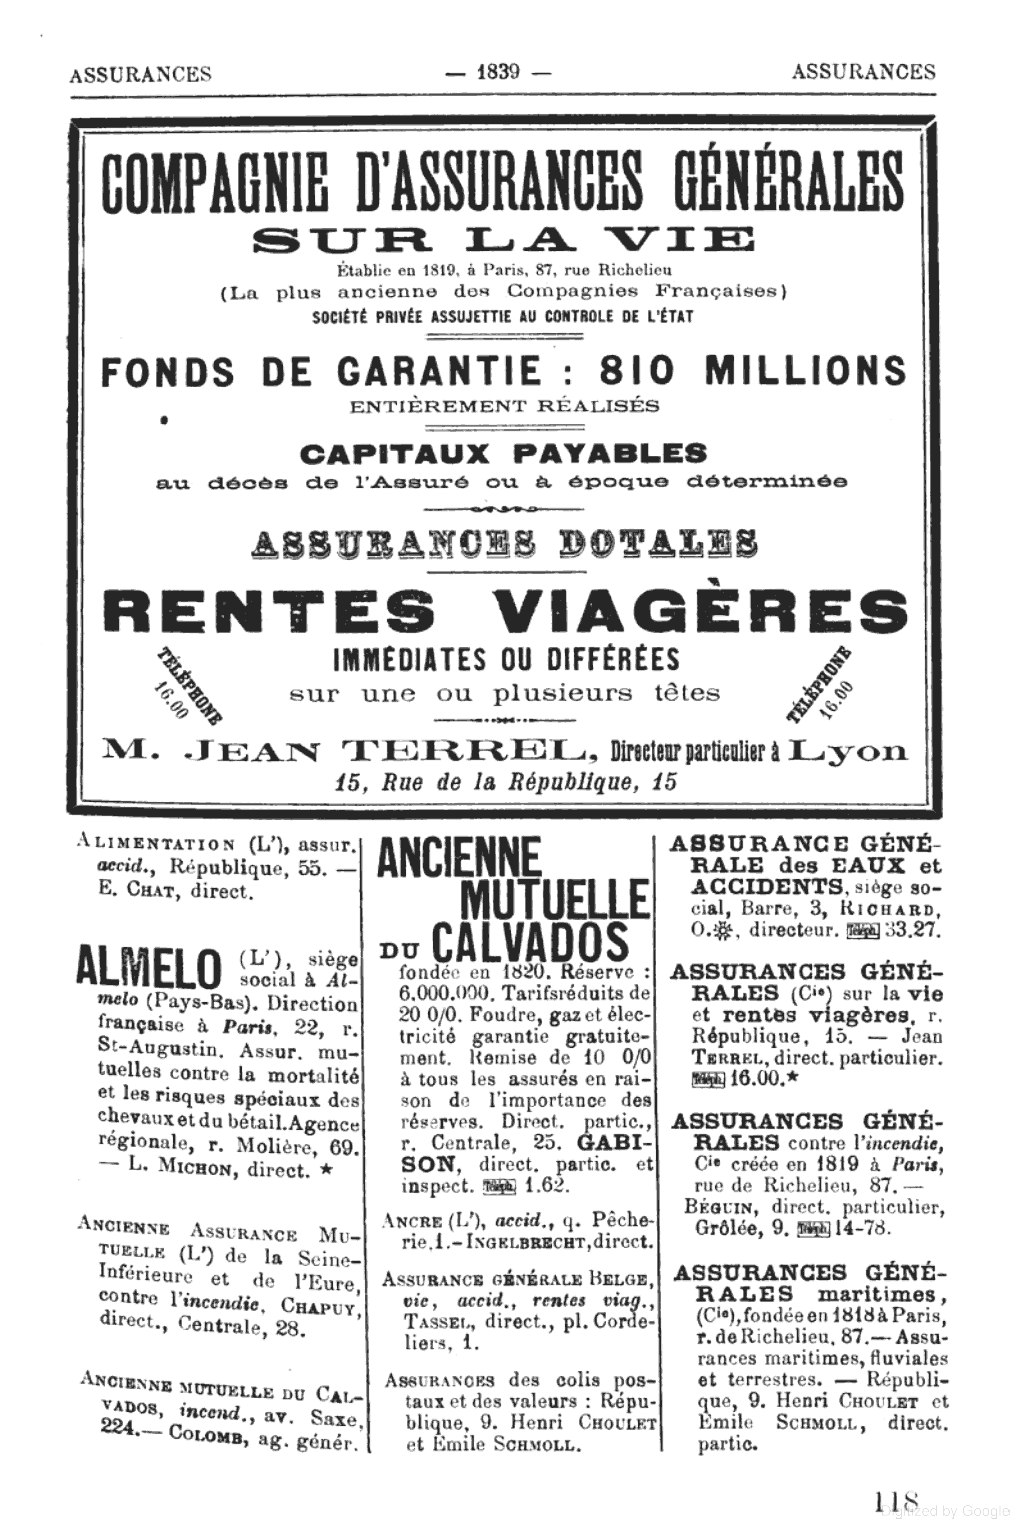 ASSURANCES — 1839 — ASSURANCES
COMPAGNIE D'ASSURANCES GÉNÉRALES
SUR LA VIE
Établie en 1819, à Paris, 87, rue Richelieu
(La plus ancienne des Compagnies Françaises)
SOCIÉTÉ PRIVÉE ASSUJETTIE AU CONTROLE DE L'ÉTAT
FONDS DE GARANTIE : 810 MILLIONS
ENTIÈREMENT RÉALISÉS
CAPITAUX PAYABLES
au décès de l'Assuré ou à époque déterminée
ASSURANCES DOTALES
RENTES VIAGÈRES
IMMÉDIATES OU DIFFÉRÉES
sur une ou plusieurs têtes
TÉLÉPHONE
16.00
TÉLÉPHONE
16.00
M. JEAN TERREL, Directeur particulier à Lyon
15, Rue de la République, 15
ALIMENTATION (L'), assur.
accid., République, 55. —
E. CHAT, direct.
ALMELO (L'), siège
social à Al-
melo (Pays-Bas). Direction
française à Paris, 22, r.
St-Augustin. Assur. mu-
tuelles contre la mortalité
et les risques spéciaux des
chevaux et du bétail. Agence
régionale, r. Molière, 69.
— L. MICHON, direct. ★
ANCIENNE ASSURANCE MU-
TUELLE (L') de la Seine-
Inférieure et de l'Eure,
contre l'incendie, CHAPUY,
direct., Centrale, 28.
ANCIENNE MUTUELLE DU CAL-
VADOS, incend., av. Saxe,
224. — COLOMB, ag. génér.
ANCIENNE
MUTUELLE
DU CALVADOS
fondée en 1820. Réserve :
6.000.000. Tarifs réduits de
20 0/0. Foudre, gaz et élec-
tricité garantie gratuite-
ment. Remise de 10 0/0
à tous les assurés en rai-
son de l'importance des
réserves. Direct. partic.,
r. Centrale, 25. GABI-
SON, direct. partic. et
inspect. Téléph. 1.62.
ANCRE (L'), accid., q. Pêche-
rie, 1. — INGELBRECHT, direct.
ASSURANCE GÉNÉRALE BELGE,
vie, accid., rentes viag.,
TASSEL, direct., pl. Corde-
liers, 1.
ASSURANCES des colis pos-
taux et des valeurs : Répu-
blique, 9. Henri CHOULET
et Émile SCHMOLL.
ASSURANCE GÉNÉ-
RALE des EAUX et
ACCIDENTS, siège so-
cial, Barre, 3, RICHARD,
O.☼, directeur. Téléph. 33.27.
ASSURANCES GÉNÉ-
RALES (Cie) sur la vie
et rentes viagères, r.
République, 15. — Jean
TERREL, direct. particulier.
Téléph. 16.00.★
ASSURANCES GÉNÉ-
RALES contre l'incendie,
Cie créée en 1819 à Paris,
rue de Richelieu, 87. —
BÉGUIN, direct. particulier,
Grôlée, 9. Téléph. 14-78.
ASSURANCES GÉNÉ-
RALES maritimes,
(Cie), fondée en 1818 à Paris,
r. de Richelieu, 87. — Assu-
rances maritimes, fluviales
et terrestres. — Républi-
que, 9. Henri CHOULET et
Émile SCHMOLL, direct.
partic.
118
Digitized by Google